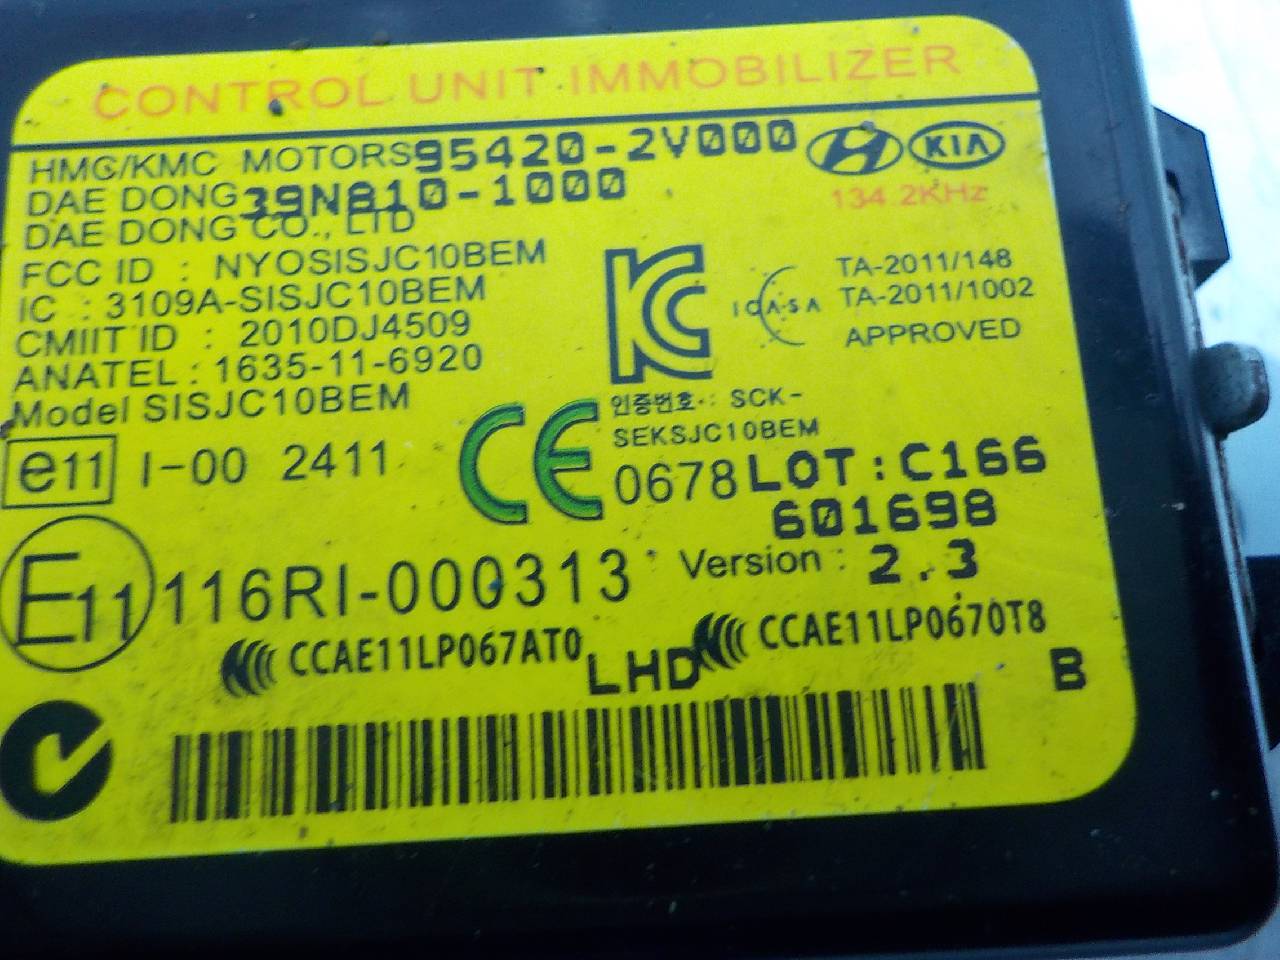 CONTROL UNIT IMMOBILIZER
HMC/KMC MOTORS 95420-2V000
KIA
DAE DONG 39N810-1000
134.2KHz
DAE DONG CO., LTD
FCC ID : NYOSISJC10BEM
IC : 3109A-SISJC10BEM
CMIIT ID : 2010DJ4509
ANATEL : 1635-11-6920
Model SISJC10BEM
KC
ICASA
TA-2011/148
TA-2011/1002
APPROVED
인증번호 : SCK-
SEKSJC10BEM
e11 I-00 2411
CE 0678 LOT : C166
601698
E11 116RI-000313 Version : 2.3
CCAE11LP067AT0 LHD CCAE11LP0670T8
B